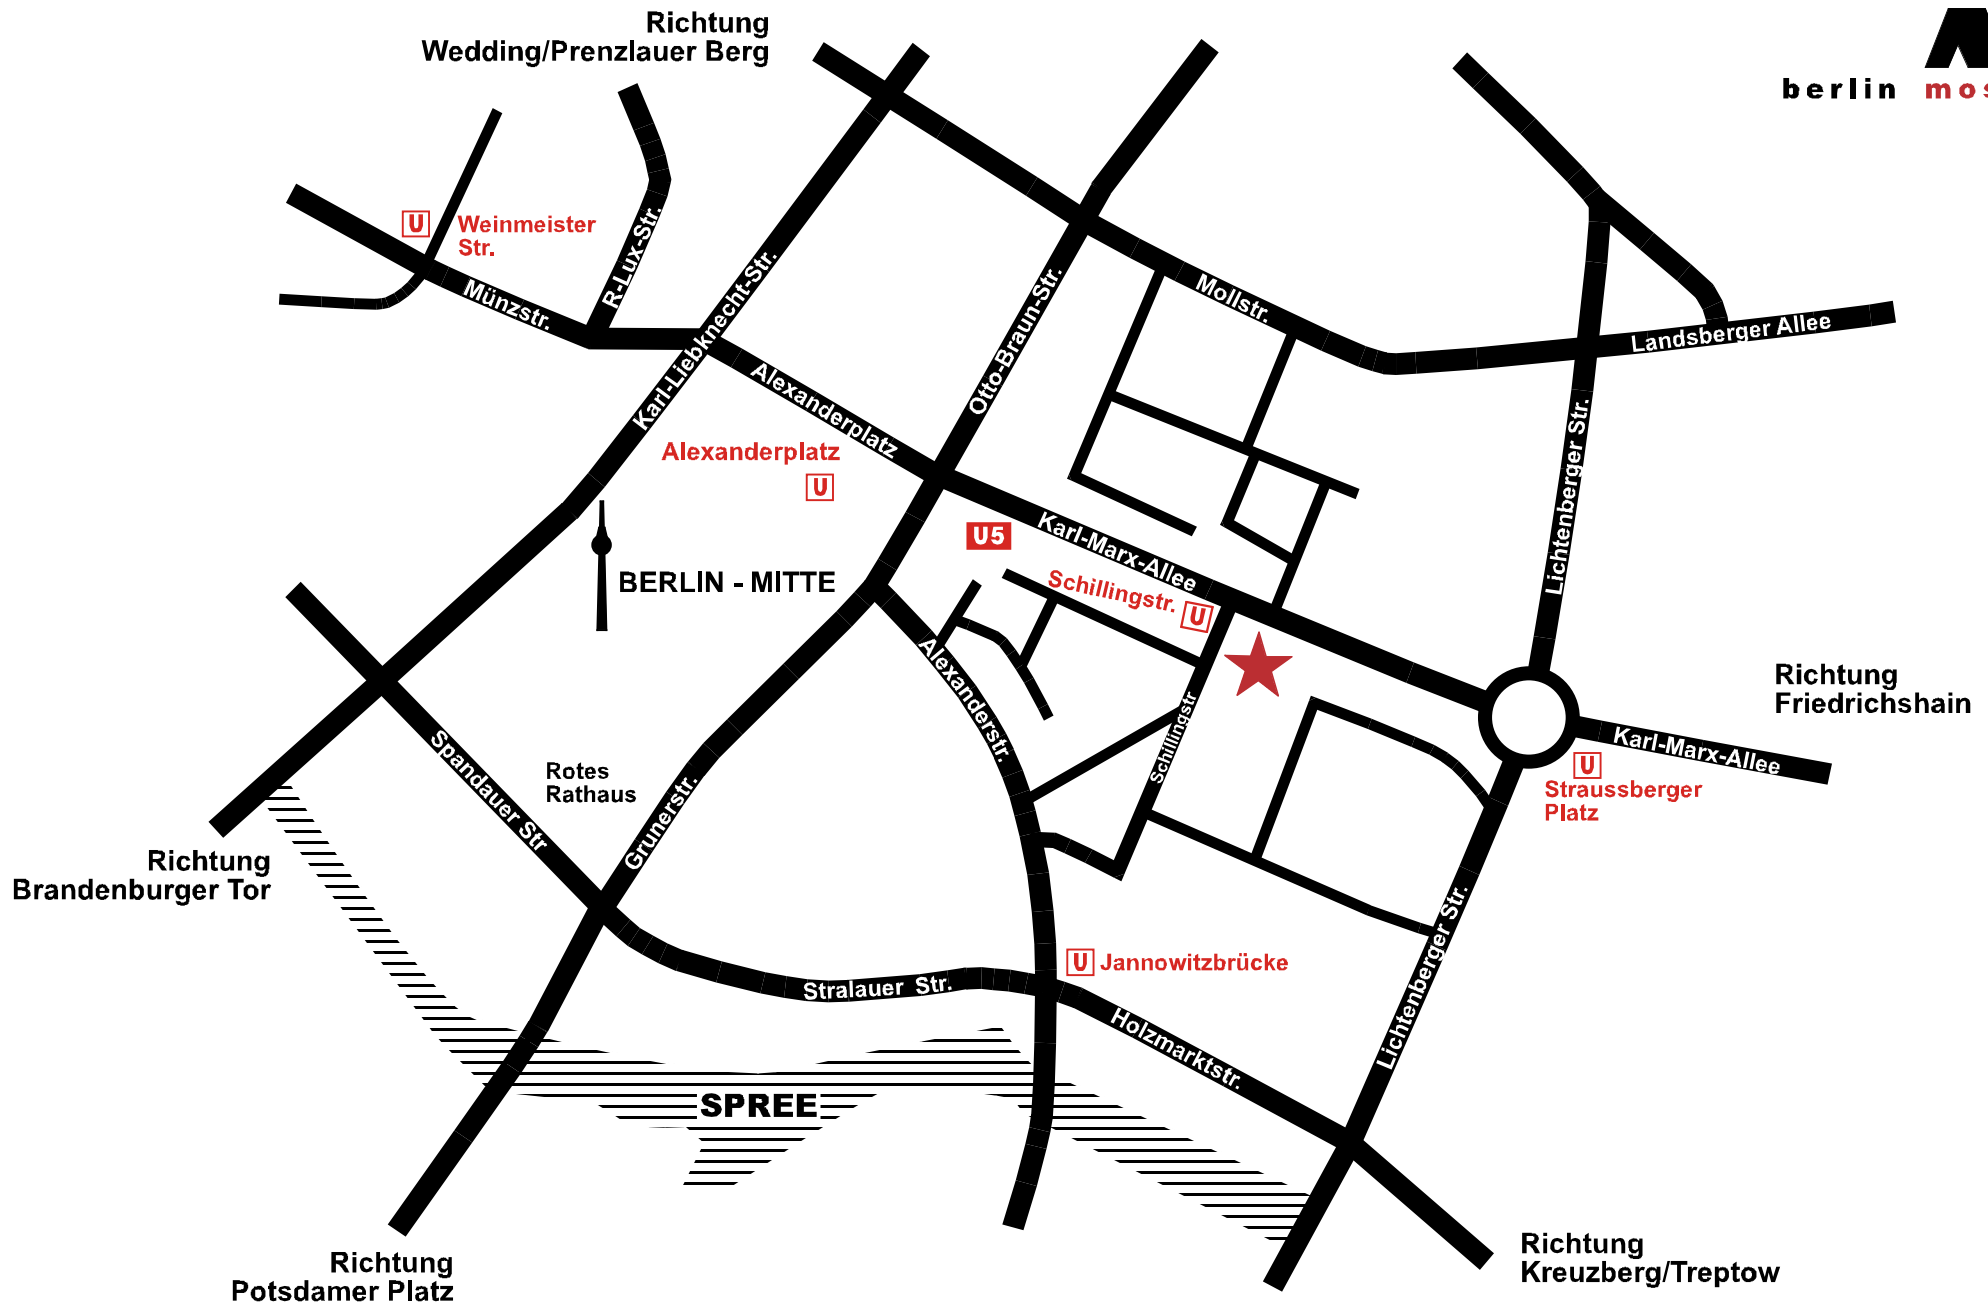 Richtung
Wedding/Prenzlauer Berg
berlin
Weinmeister
Str.
U
R-Lux-Str.
Münzstr.
Karl-Liebknecht-Str.
Otto-Braun-Str.
Mollstr.
Landsberger Allee
Alexanderplatz
Alexanderplatz
U
Lichtenberger Str.
U5
Karl-Marx-Allee
Schillingstr.
U
BERLIN - MITTE
Alexanderstr.
Schillingstr
Richtung
Friedrichshain
Karl-Marx-Allee
U
Straussberger
Platz
Spandauer Str
Rotes
Rathaus
Grunerstr.
Richtung
Brandenburger Tor
Lichtenberger Str.
U
Jannowitzbrücke
Stralauer Str.
Holzmarktstr.
SPREE
Richtung
Potsdamer Platz
Richtung
Kreuzberg/Treptow